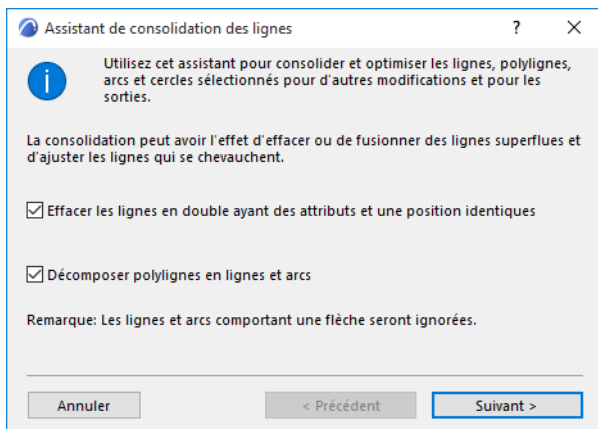 Assistant de consolidation des lignes
Utilisez cet assistant pour consolider et optimiser les lignes, polylignes,
arcs et cercles sélectionnés pour d'autres modifications et pour les
sorties.
La consolidation peut avoir l'effet d'effacer ou de fusionner des lignes superflues et
d'ajuster les lignes qui se chevauchent.
Effacer les lignes en double ayant des attributs et une position identiques
Décomposer polylignes en lignes et arcs
Remarque: Les lignes et arcs comportant une flèche seront ignorées.
Annuler
< Précédent
Suivant >